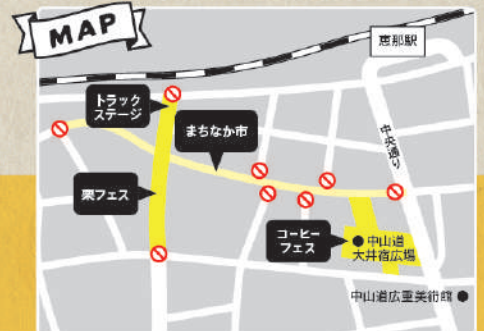 MAP
恵那駅
トラック
ステージ
まちなか市
中央通り
栗フェス
コーヒー
フェス
中山道
大井宿広場
中山道広重美術館